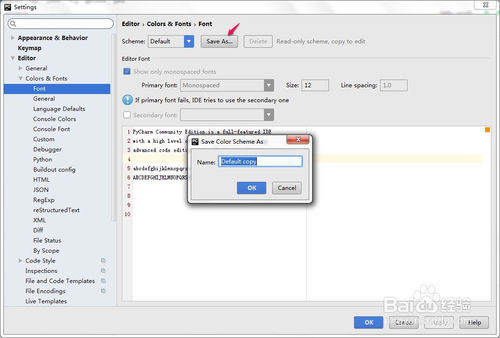 Settings
Editor › Colors & Fonts › Font
Scheme: Default Save As... Delete Read-only scheme, copy to edit
Appearance & Behavior
Keymap
Editor
General
Colors & Fonts
Font
General
Language Defaults
Console Colors
Console Font
Debugger
Python
Buildout config
HTML
JSON
RegExp
reStructuredText
XML
Diff
File Status
By Scope
Code Style
Inspections
File and Code Templates
File Encodings
Live Templates
Editor Font
Show only monospaced fonts
Primary font: Monospaced Size: 12 Line spacing: 1.0
If primary font fails, IDE tries to use the secondary one
Secondary font:
1 PyCharm Community Edition is a full-featured IDE
2 with a high level
3 advanced code edit
4
5 abcdefghijklmnopqr
6 ABCDEFGHIJKLMNOPQRS
7
8
9
10
Save Color Scheme As
Name: Default copy
OK Cancel
OK Cancel Apply Help
Bai 经验